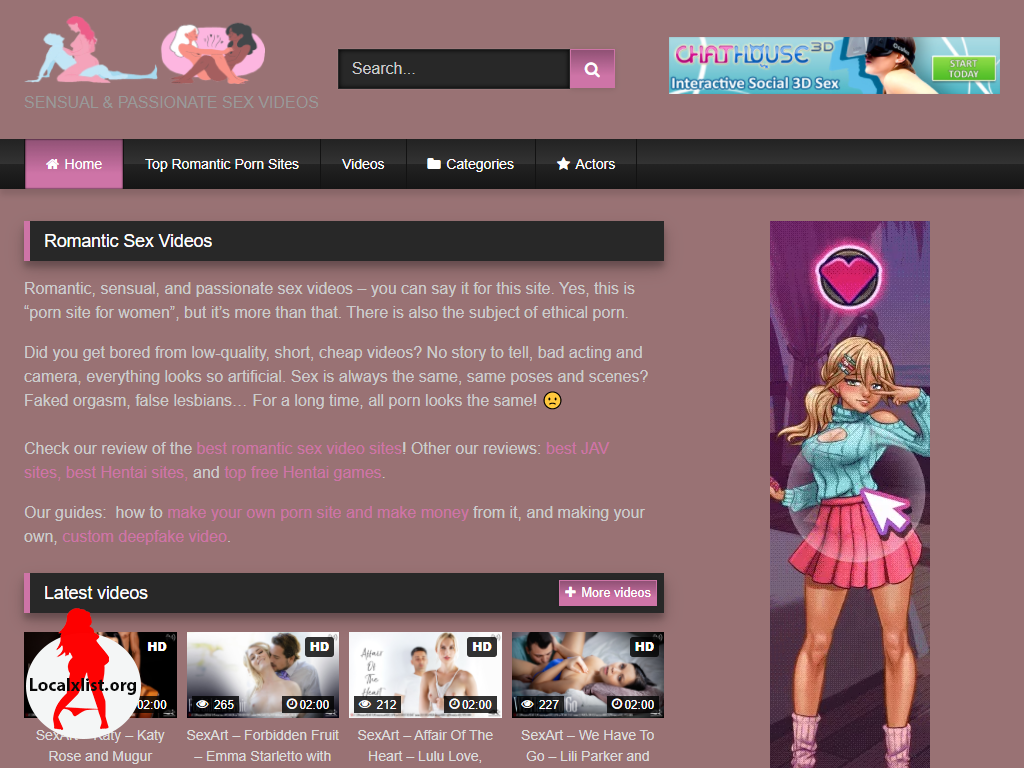 SENSUAL & PASSIONATE SEX VIDEOS
Search...
CHATHOUSE 3D
Oculus
Interactive Social 3D Sex
START
TODAY
Home
Top Romantic Porn Sites
Videos
Categories
Actors
Romantic Sex Videos
Romantic, sensual, and passionate sex videos – you can say it for this site. Yes, this is
“porn site for women”, but it’s more than that. There is also the subject of ethical porn.
Did you get bored from low-quality, short, cheap videos? No story to tell, bad acting and
camera, everything looks so artificial. Sex is always the same, same poses and scenes?
Faked orgasm, false lesbians… For a long time, all porn looks the same! 🙁
Check our review of the best romantic sex video sites! Other our reviews: best JAV
sites, best Hentai sites, and top free Hentai games.
Our guides: how to make your own porn site and make money from it, and making your
own, custom deepfake video.
Latest videos
More videos
HD
02:00
Localxlist.org
SexArt – Katy – Katy
Rose and Mugur
HD
265
02:00
SexArt – Forbidden Fruit
– Emma Starletto with
Affair
Of
The
Heart
HD
212
02:00
SexArt – Affair Of The
Heart – Lulu Love,
HD
Go
227
02:00
SexArt – We Have To
Go – Lili Parker and